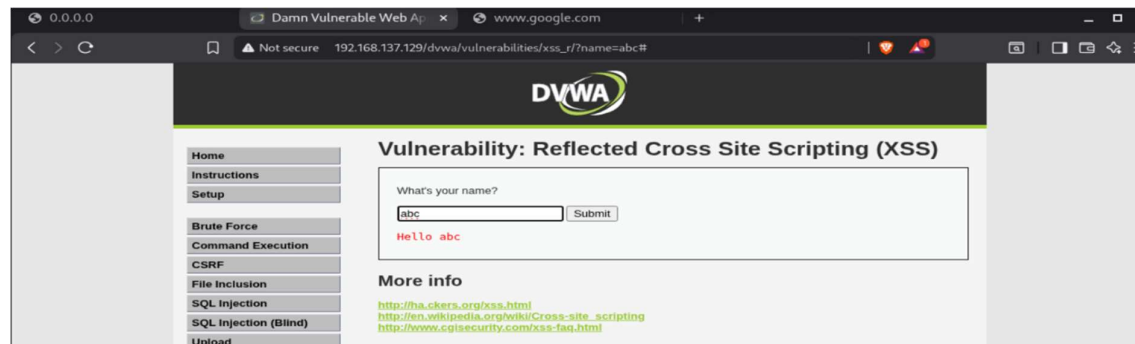 0.0.0.0
Damn Vulnerable Web Ap
www.google.com
Not secure 192.168.137.129/dvwa/vulnerabilities/xss_r/?name=abc#
DVWA
Vulnerability: Reflected Cross Site Scripting (XSS)
Home
Instructions
Setup
Brute Force
Command Execution
CSRF
File Inclusion
SQL Injection
SQL Injection (Blind)
Upload
What's your name?
abc
Submit
Hello abc
More info
http://ha.ckers.org/xss.html
http://en.wikipedia.org/wiki/Cross-site_scripting
http://www.cgisecurity.com/xss-faq.html